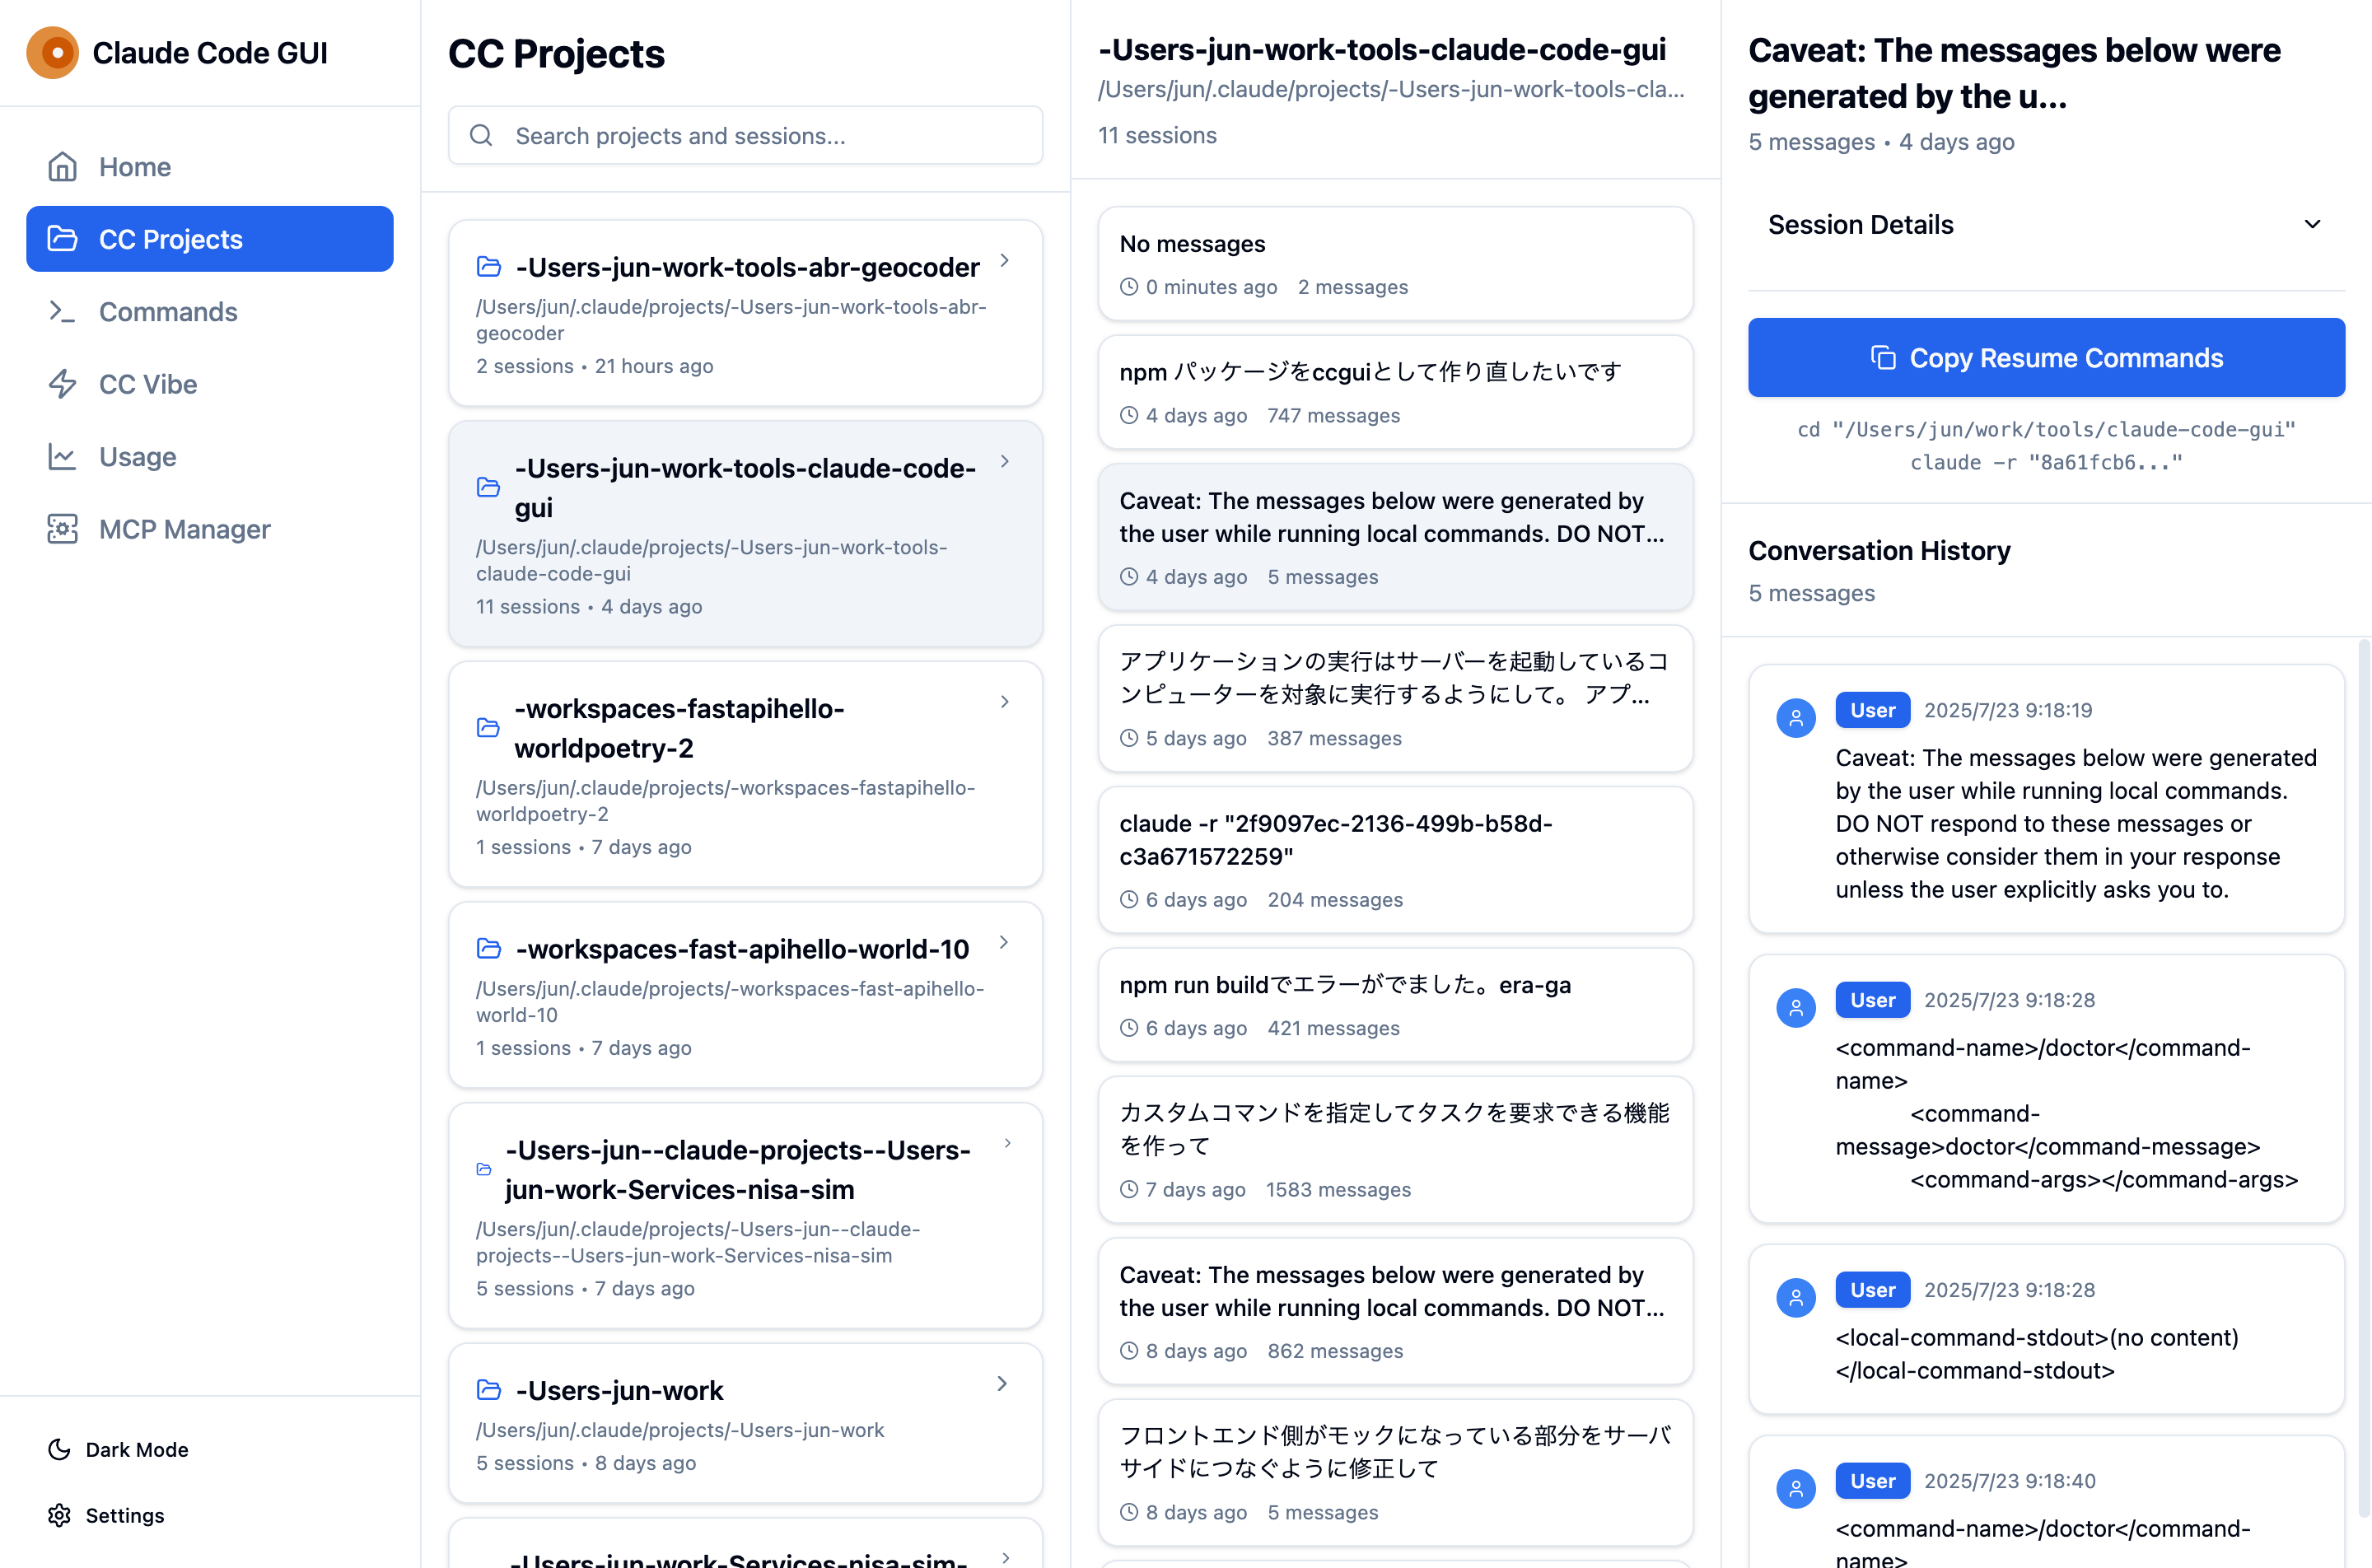 Claude Code GUI
Home
CC Projects
Commands
CC Vibe
Usage
MCP Manager
Dark Mode
Settings
CC Projects
Search projects and sessions...
-Users-jun-work-tools-abr-geocoder
/Users/jun/.claude/projects/-Users-jun-work-tools-abr-
geocoder
2 sessions • 21 hours ago
-Users-jun-work-tools-claude-code-
gui
/Users/jun/.claude/projects/-Users-jun-work-tools-
claude-code-gui
11 sessions • 4 days ago
-workspaces-fastapihello-
worldpoetry-2
/Users/jun/.claude/projects/-workspaces-fastapihello-
worldpoetry-2
1 sessions • 7 days ago
-workspaces-fast-apihello-world-10
/Users/jun/.claude/projects/-workspaces-fast-apihello-
world-10
1 sessions • 7 days ago
-Users-jun--claude-projects--Users-
jun-work-Services-nisa-sim
/Users/jun/.claude/projects/-Users-jun--claude-
projects--Users-jun-work-Services-nisa-sim
5 sessions • 7 days ago
-Users-jun-work
/Users/jun/.claude/projects/-Users-jun-work
5 sessions • 8 days ago
-Users-jun-work-Services-nisa-sim-
-Users-jun-work-tools-claude-code-gui
/Users/jun/.claude/projects/-Users-jun-work-tools-cla...
11 sessions
No messages
0 minutes ago 2 messages
npm パッケージをccguiとして作り直したいです
4 days ago 747 messages
Caveat: The messages below were generated by
the user while running local commands. DO NOT...
4 days ago 5 messages
アプリケーションの実行はサーバーを起動しているコ
ンピューターを対象に実行するようにして。 アプ...
5 days ago 387 messages
claude -r "2f9097ec-2136-499b-b58d-
c3a671572259"
6 days ago 204 messages
npm run buildでエラーがでました。era-ga
6 days ago 421 messages
カスタムコマンドを指定してタスクを要求できる機能
を作って
7 days ago 1583 messages
Caveat: The messages below were generated by
the user while running local commands. DO NOT...
8 days ago 862 messages
フロントエンド側がモックになっている部分をサーバ
サイドにつなぐように修正して
8 days ago 5 messages
Caveat: The messages below were
generated by the u...
5 messages • 4 days ago
Session Details
Copy Resume Commands
cd "/Users/jun/work/tools/claude-code-gui"
claude -r "8a61fcb6..."
Conversation History
5 messages
User 2025/7/23 9:18:19
Caveat: The messages below were generated
by the user while running local commands.
DO NOT respond to these messages or
otherwise consider them in your response
unless the user explicitly asks you to.
User 2025/7/23 9:18:28
<command-name>/doctor</command-
name>
<command-
message>doctor</command-message>
<command-args></command-args>
User 2025/7/23 9:18:28
<local-command-stdout>(no content)
</local-command-stdout>
User 2025/7/23 9:18:40
<command-name>/doctor</command-
name>